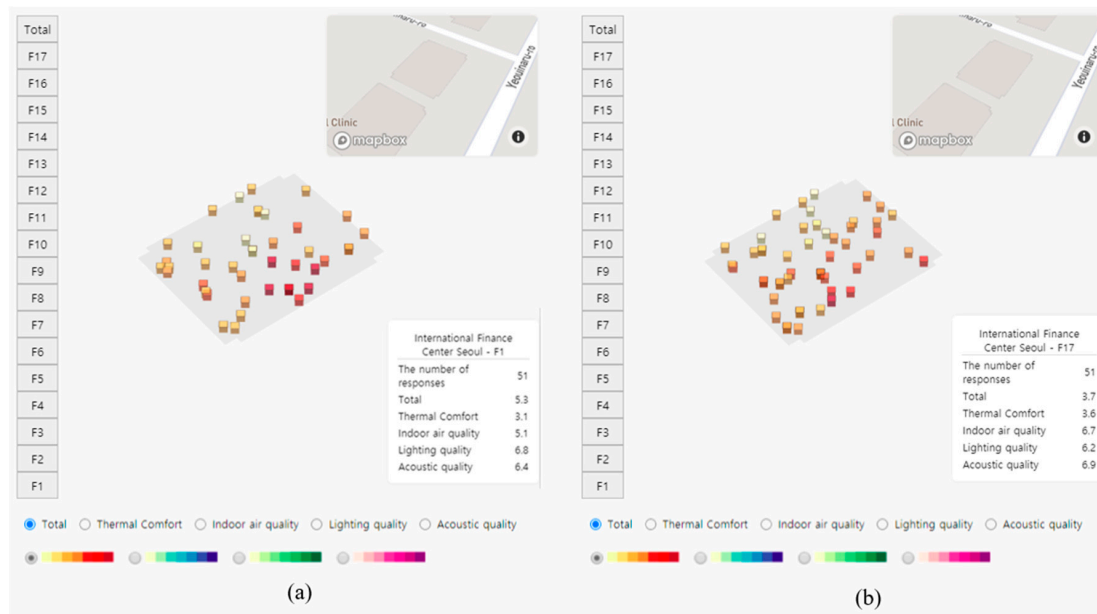 Total
F17
F16
F15
F14
F13
F12
F11
F10
F9
F8
F7
F6
F5
F4
F3
F2
F1
Yeouinaru-ro
l Clinic
mapbox
International Finance
Center Seoul - F1
The number of
responses 51
Total 5.3
Thermal Comfort 3.1
Indoor air quality 5.1
Lighting quality 6.8
Acoustic quality 6.4
Total Thermal Comfort Indoor air quality Lighting quality Acoustic quality
(a)
Total
F17
F16
F15
F14
F13
F12
F11
F10
F9
F8
F7
F6
F5
F4
F3
F2
F1
Yeouinaru-ro
l Clinic
mapbox
International Finance
Center Seoul - F17
The number of
responses 51
Total 3.7
Thermal Comfort 3.6
Indoor air quality 6.7
Lighting quality 6.2
Acoustic quality 6.9
Total Thermal Comfort Indoor air quality Lighting quality Acoustic quality
(b)